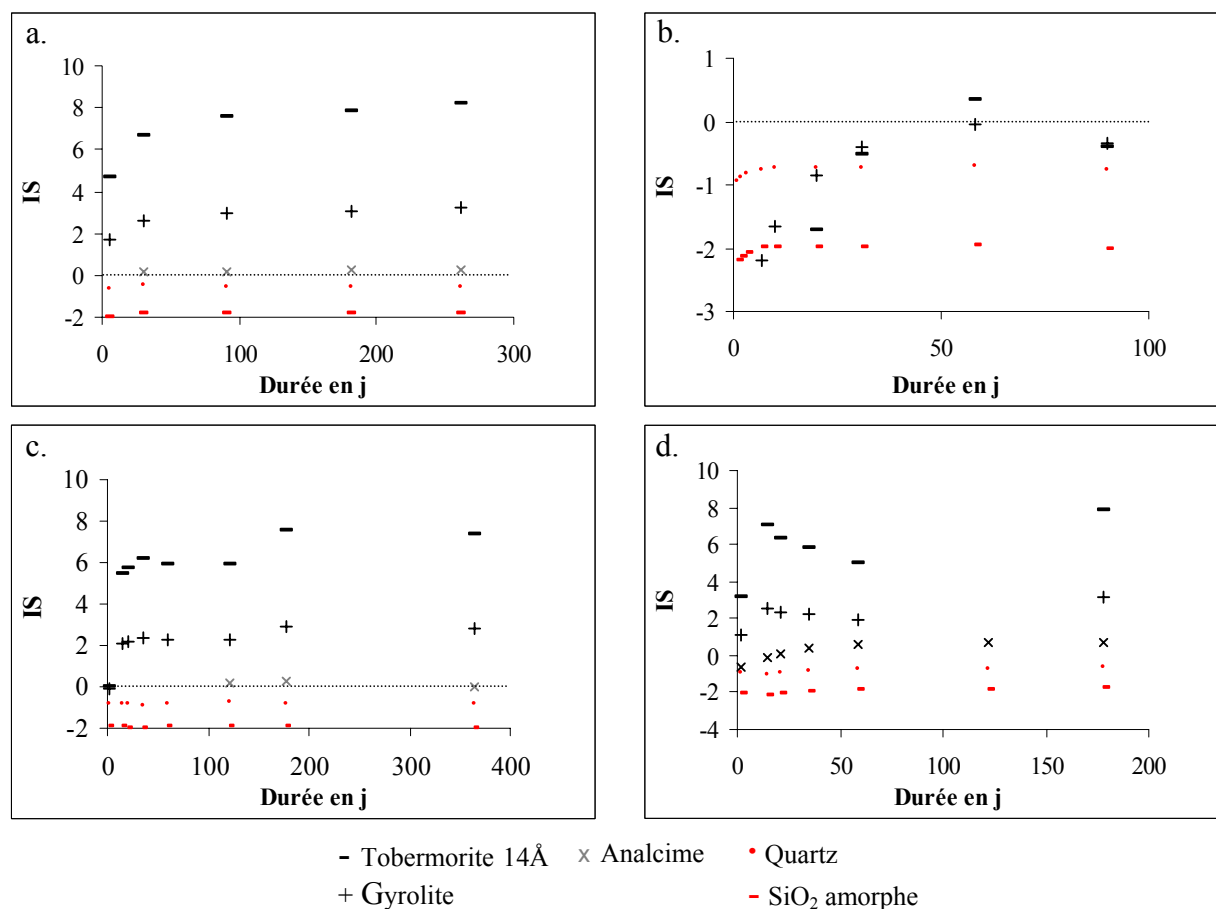 a.
10
8
6
4
2
0
-2
IS
0
100
200
300
Durée en j
b.
1
0
-1
-2
-3
IS
0
50
100
Durée en j
c.
10
8
6
4
2
0
-2
IS
0
100
200
300
400
Durée en j
d.
10
8
6
4
2
0
-2
-4
IS
0
50
100
150
200
Durée en j
Tobermorite 14Å
Analcime
Quartz
Gyrolite
SiO₂ amorphe